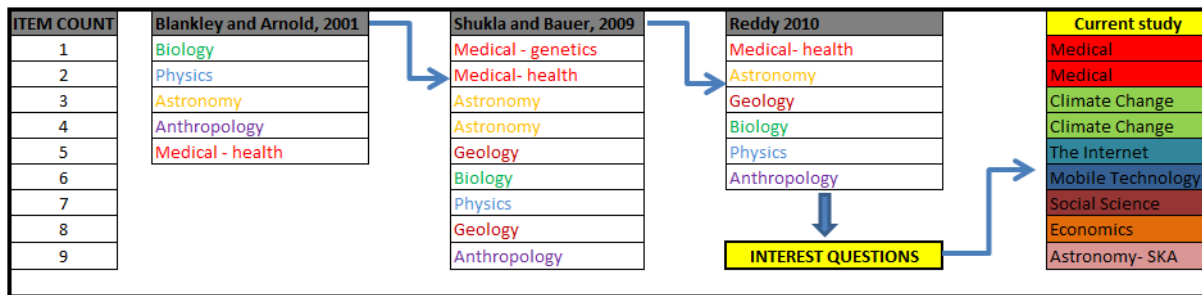 ITEM COUNT Blankley and Arnold, 2001 Shukla and Bauer, 2009 Reddy 2010 Current study
1 Biology Medical - genetics Medical- health Medical
2 Physics Medical- health Astronomy Medical
3 Astronomy Astronomy Geology Climate Change
4 Anthropology Astronomy Biology Climate Change
5 Medical - health Geology Physics The Internet
6 Biology Anthropology Mobile Technology
7 Physics Social Science
8 Geology Economics
9 Anthropology INTEREST QUESTIONS Astronomy- SKA